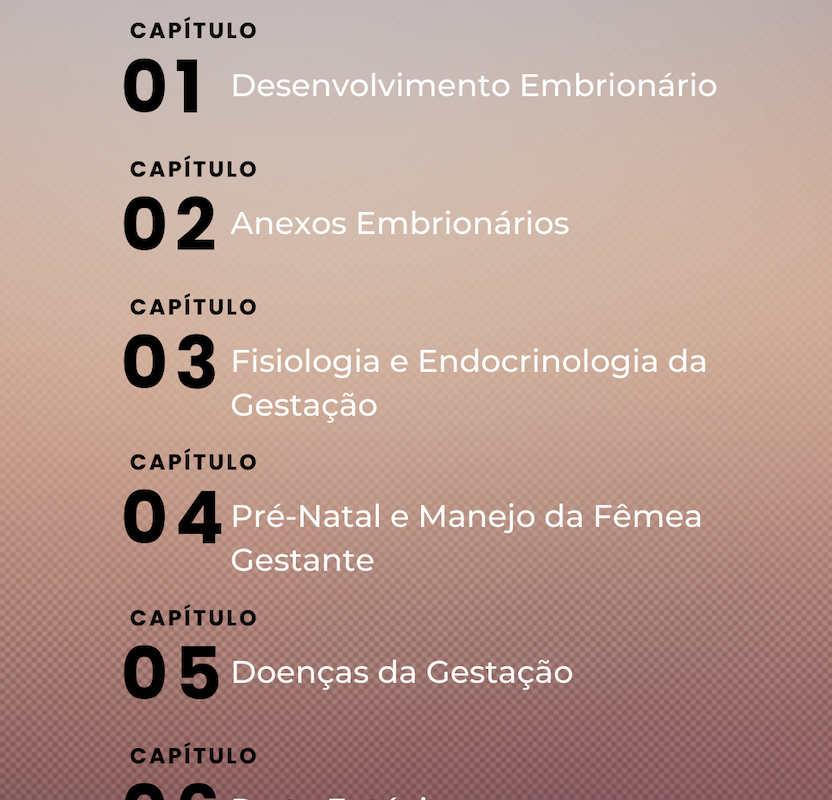 CAPÍTULO
01 Desenvolvimento Embrionário
CAPÍTULO
02 Anexos Embrionários
CAPÍTULO
03 Fisiologia e Endocrinologia da
Gestação
CAPÍTULO
04 Pré-Natal e Manejo da Fêmea
Gestante
CAPÍTULO
05 Doenças da Gestação
CAPÍTULO